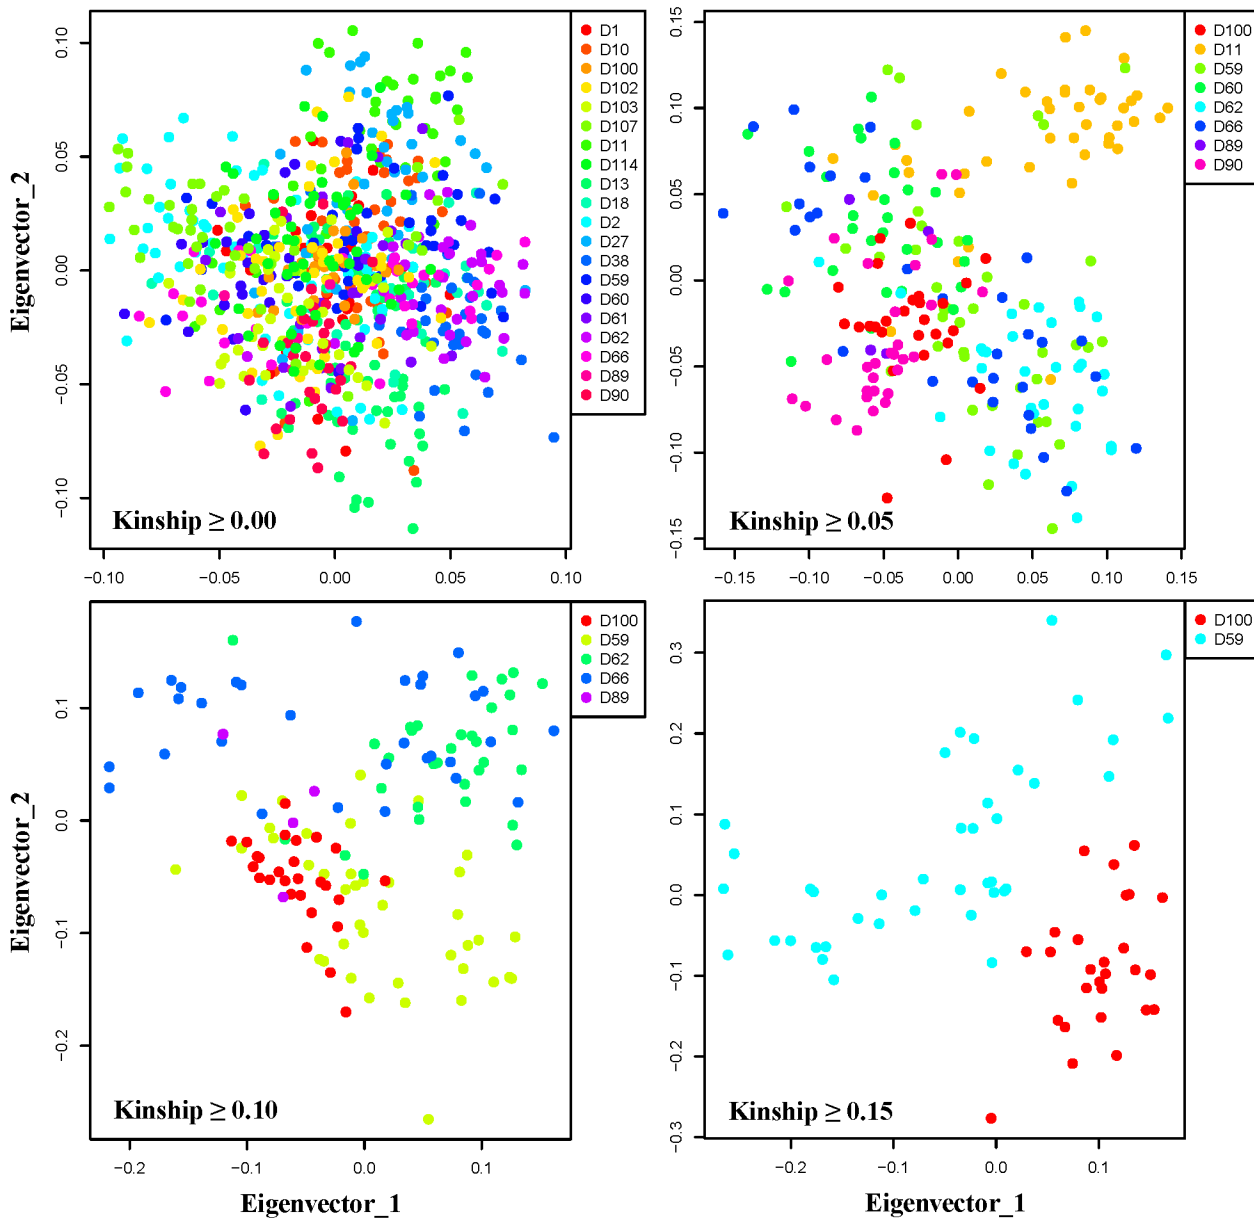 Eigenvector_2
0.10
0.05
0.00
−0.05
−0.10
D1
D10
D100
D102
D103
D107
D11
D114
D13
D18
D2
D27
D38
D59
D60
D61
D62
D66
D89
D90
Kinship ≥ 0.00
−0.10 −0.05 0.00 0.05 0.10
0.15
0.10
0.05
0.00
−0.05
−0.10
−0.15
D100
D11
D59
D60
D62
D66
D89
D90
Kinship ≥ 0.05
−0.15 −0.10 −0.05 0.00 0.05 0.10 0.15
Eigenvector_2
0.1
0.0
−0.1
−0.2
D100
D59
D62
D66
D89
Kinship ≥ 0.10
−0.2 −0.1 0.0 0.1
Eigenvector_1
0.3
0.2
0.1
0.0
−0.1
−0.2
−0.3
D100
D59
Kinship ≥ 0.15
−0.2 −0.1 0.0 0.1
Eigenvector_1